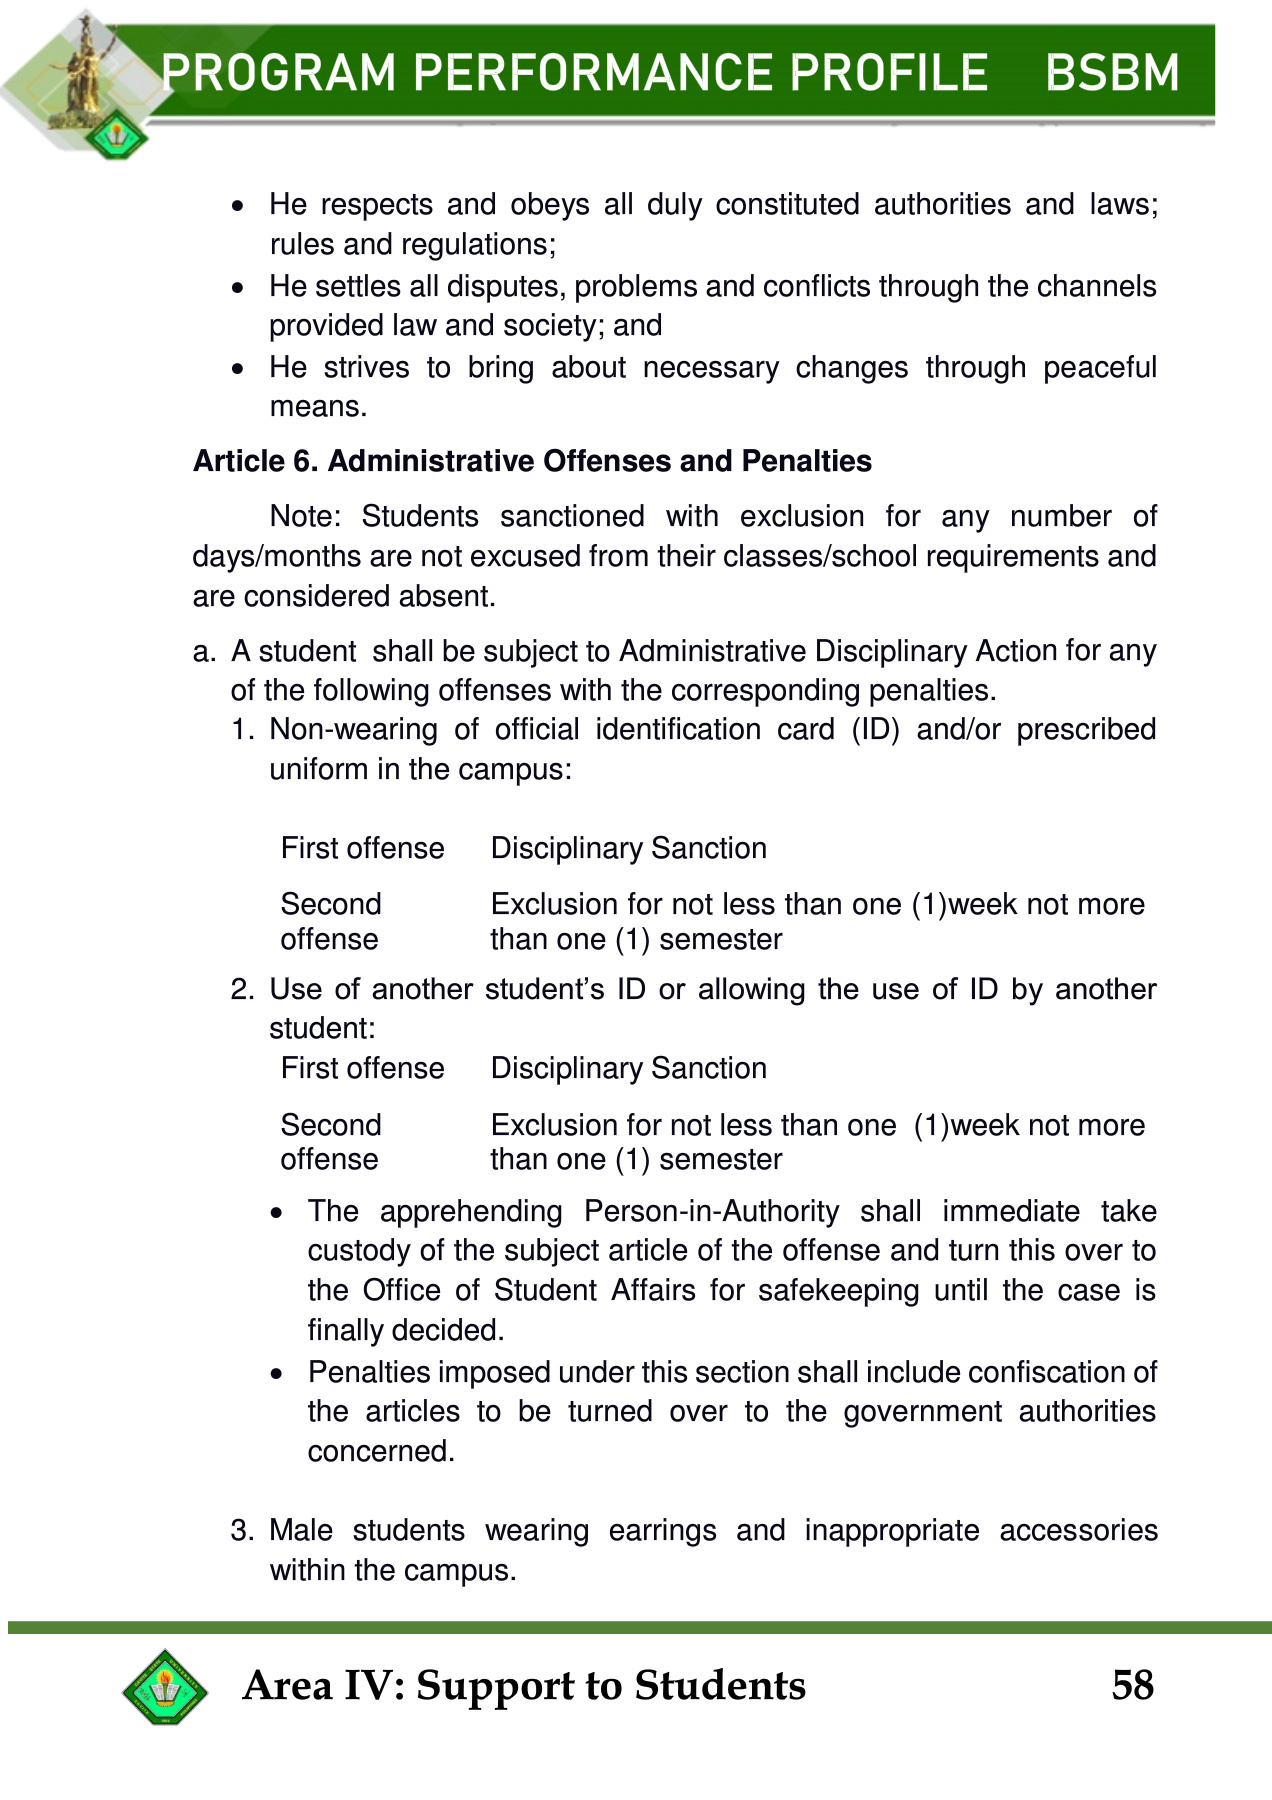 PROGRAM PERFORMANCE PROFILE BSBM
• He respects and obeys all duly constituted authorities and laws;
rules and regulations;
• He settles all disputes, problems and conflicts through the channels
provided law and society; and
• He strives to bring about necessary changes through peaceful
means.
Article 6. Administrative Offenses and Penalties
Note: Students sanctioned with exclusion for any number of
days/months are not excused from their classes/school requirements and
are considered absent.
a. A student shall be subject to Administrative Disciplinary Action for any
of the following offenses with the corresponding penalties.
1. Non-wearing of official identification card (ID) and/or prescribed
uniform in the campus:
First offense Disciplinary Sanction
Second Exclusion for not less than one (1)week not more
offense than one (1) semester
2. Use of another student's ID or allowing the use of ID by another
student:
First offense Disciplinary Sanction
Second Exclusion for not less than one (1)week not more
offense than one (1) semester
• The apprehending Person-in-Authority shall immediate take
custody of the subject article of the offense and turn this over to
the Office of Student Affairs for safekeeping until the case is
finally decided.
• Penalties imposed under this section shall include confiscation of
the articles to be turned over to the government authorities
concerned.
3. Male students wearing earrings and inappropriate accessories
within the campus.
Area IV: Support to Students 58